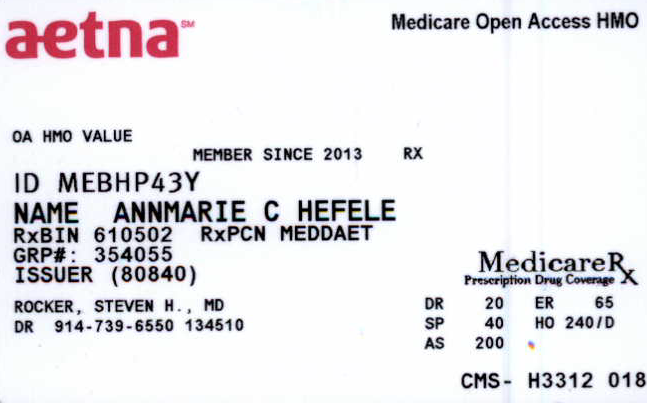 aetna℠
Medicare Open Access HMO
OA HMO VALUE
MEMBER SINCE 2013 RX
ID MEBHP43Y
NAME ANNMARIE C HEFELE
RxBIN 610502 RxPCN MEDDAET
GRP#: 354055
ISSUER (80840)
MedicareRx
Prescription Drug Coverage
ROCKER, STEVEN H., MD
DR 914-739-6550 134510
DR 20 ER 65
SP 40 HO 240/D
AS 200
CMS- H3312 018